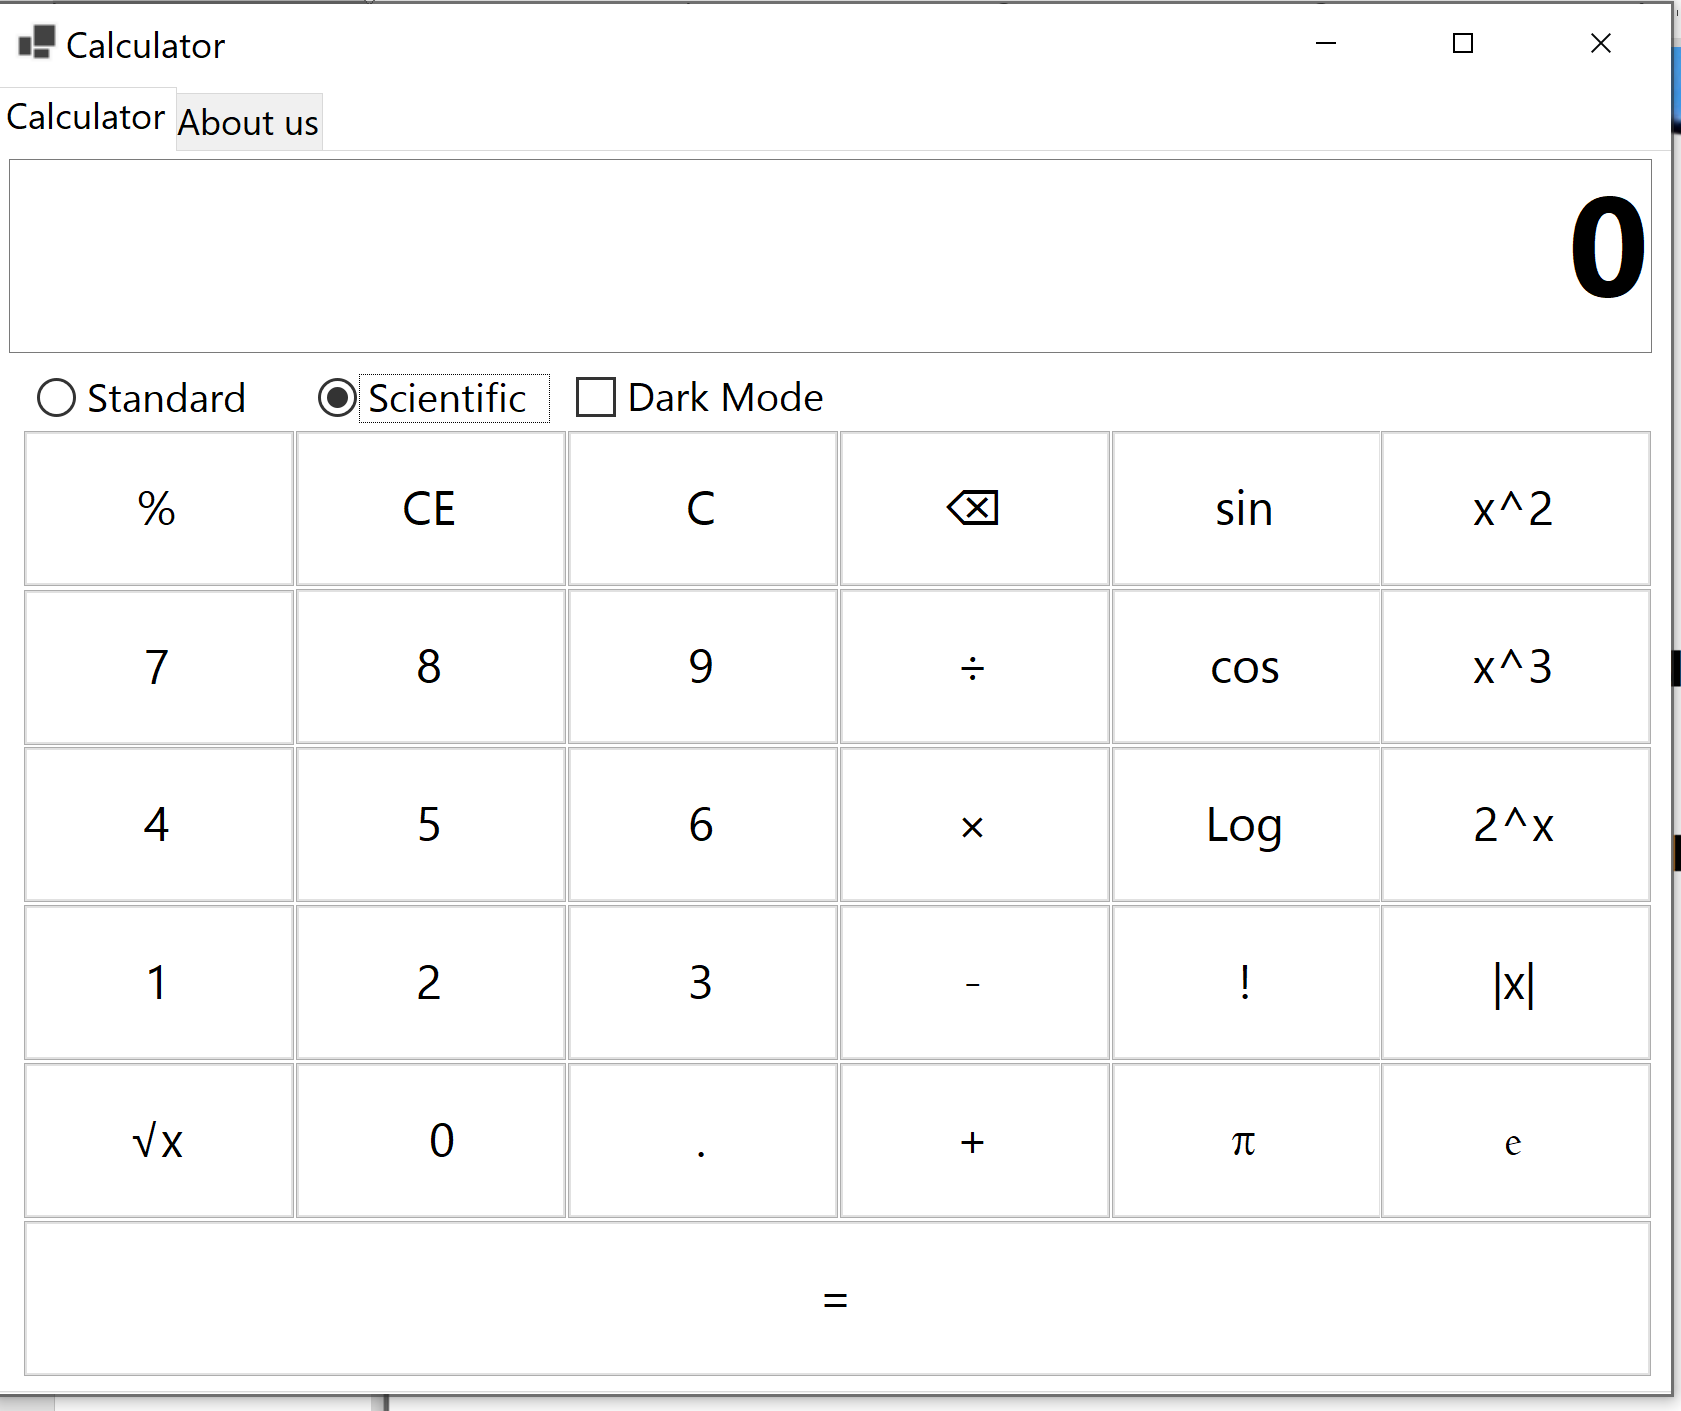 Calculator
Calculator About us
0
Standard Scientific Dark Mode
% CE C ⌫ sin x^2
7 8 9 ÷ cos x^3
4 5 6 × Log 2^x
1 2 3 - ! |x|
√x 0 . + π e
=